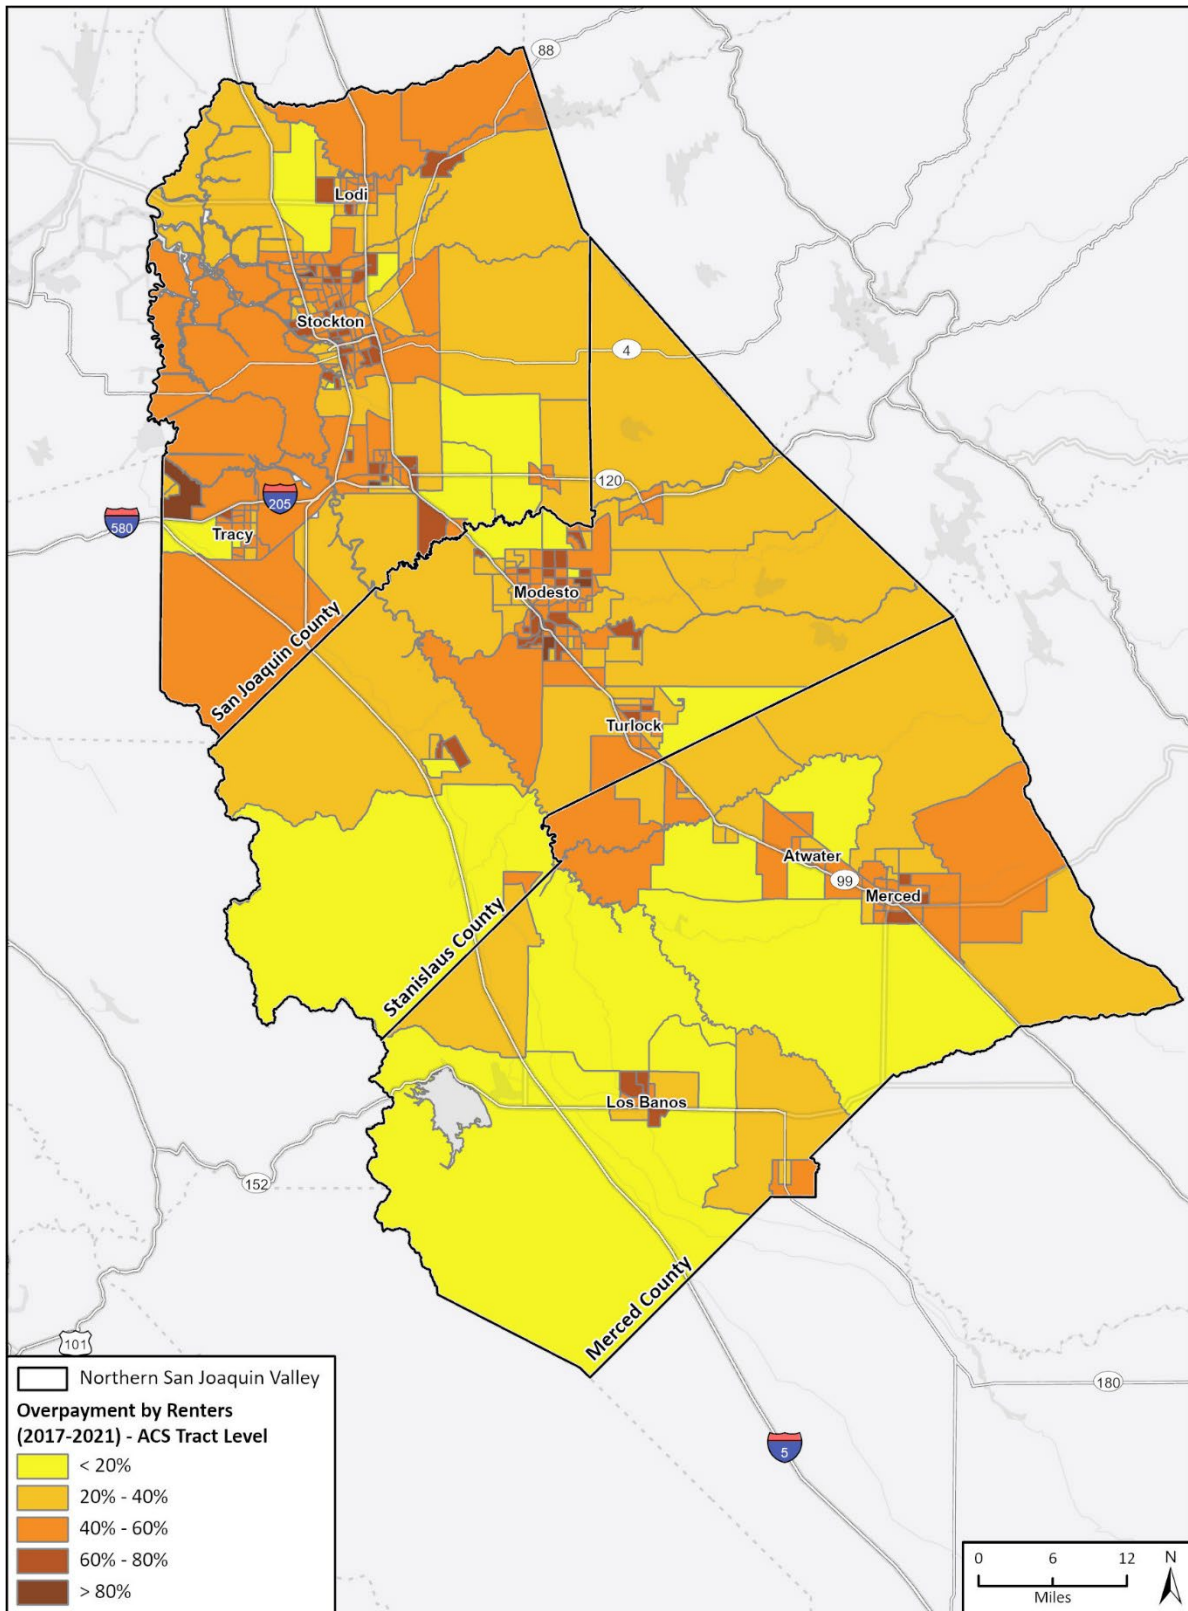 88
Lodi
Stockton
4
120
205
580
Tracy
Modesto
San Joaquin County
Turlock
Atwater
99
Merced
Stanislaus County
Los Banos
152
Merced County
101
180
5
Northern San Joaquin Valley
Overpayment by Renters
(2017-2021) - ACS Tract Level
< 20%
20% - 40%
40% - 60%
60% - 80%
> 80%
0 6 12
Miles
N